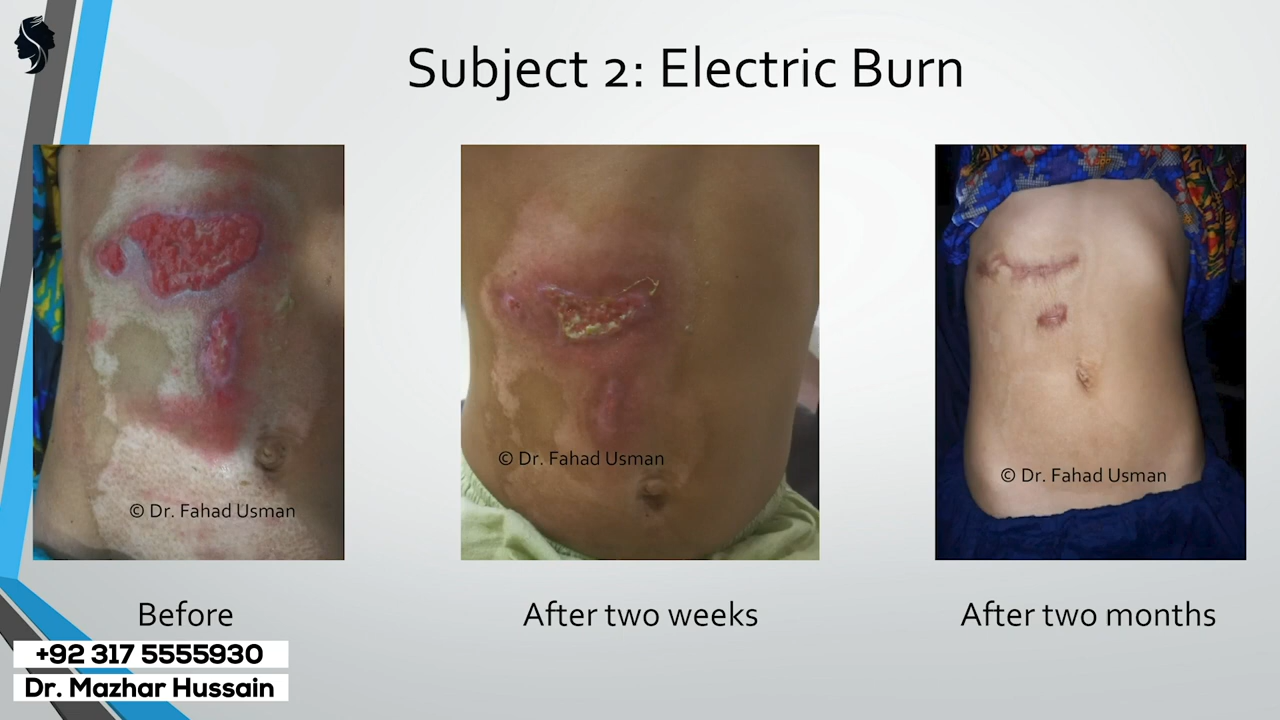 Subject 2: Electric Burn
© Dr. Fahad Usman
© Dr. Fahad Usman
© Dr. Fahad Usman
Before
After two weeks
After two months
+92 317 5555930
Dr. Mazhar Hussain